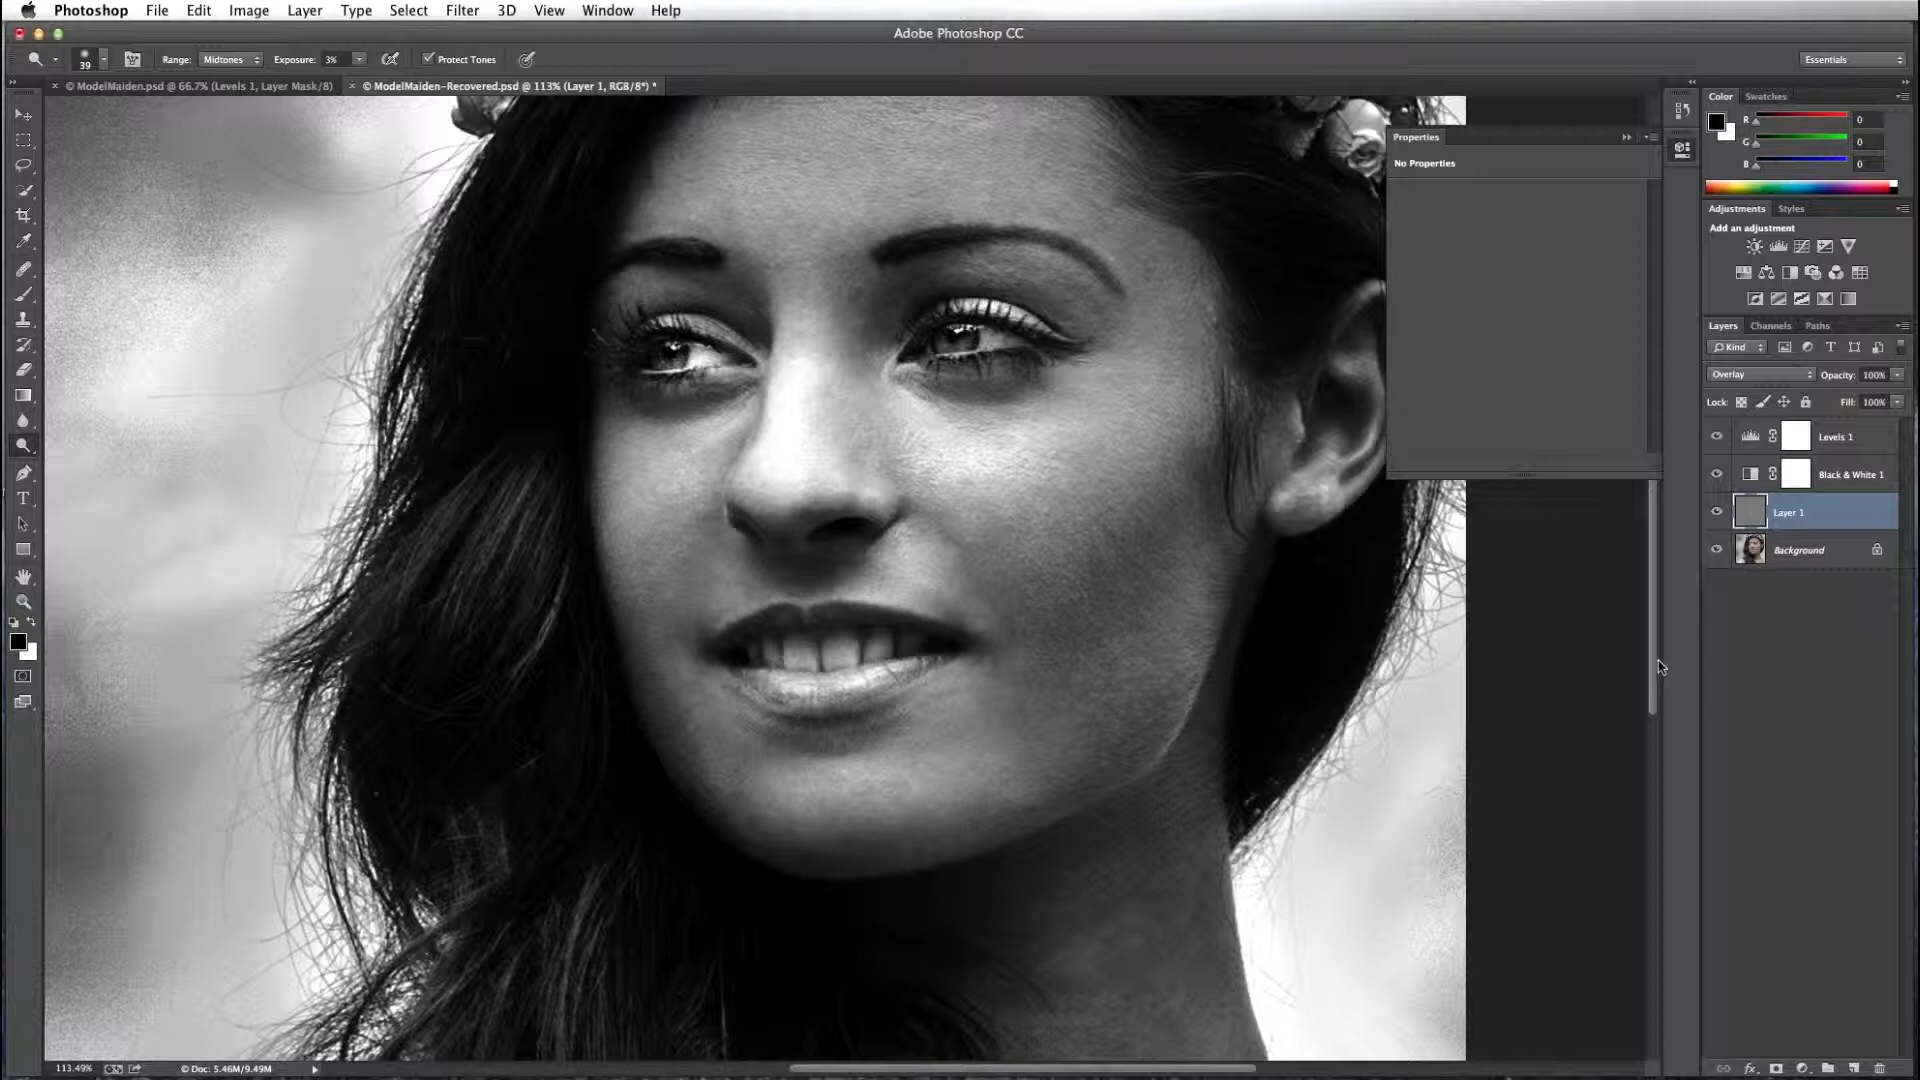 Photoshop File Edit Image Layer Type Select Filter 3D View Window Help
Adobe Photoshop CC
39 Range: Midtones Exposure: 3% Protect Tones Essentials
× © ModelMaiden.psd @ 66.7% (Levels 1, Layer Mask/8) × © ModelMaiden-Recovered.psd @ 113% (Layer 1, RGB/8*) *
Color Swatches
R 0
G 0
B 0
Properties
No Properties
Adjustments Styles
Add an adjustment
Layers Channels Paths
Kind
Overlay Opacity: 100%
Lock: Fill: 100%
Levels 1
Black & White 1
Layer 1
Background
113.49% © Doc: 5.46M/9.49M